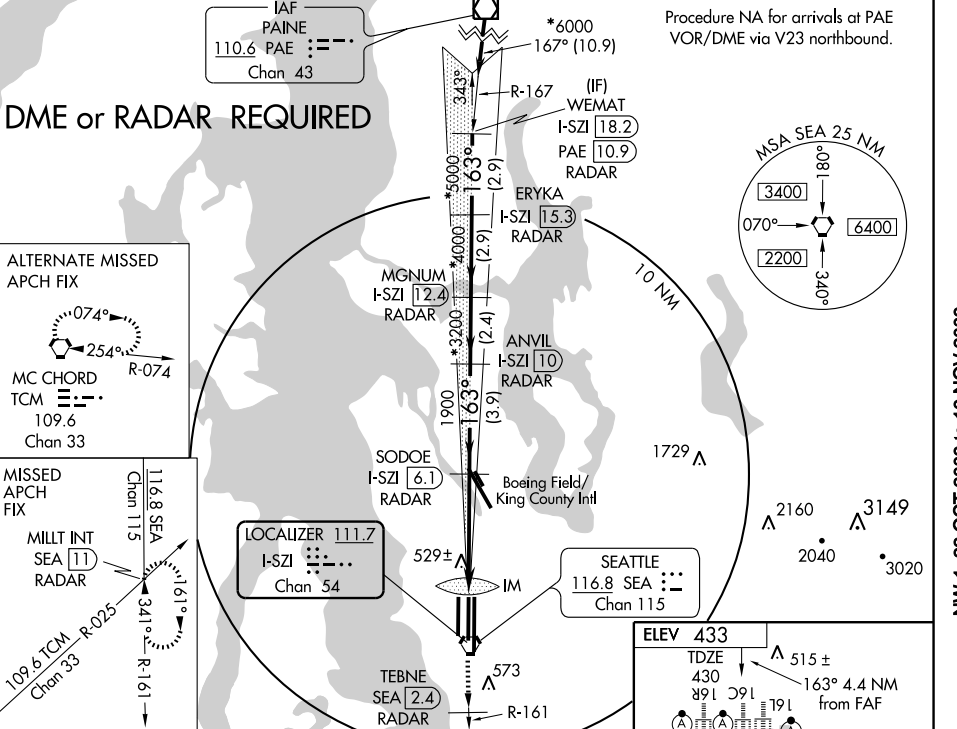 IAF
PAINE
110.6 PAE
Chan 43
*6000
167° (10.9)
Procedure NA for arrivals at PAE
VOR/DME via V23 northbound.
DME or RADAR REQUIRED
343°
R-167
(IF)
WEMAT
I-SZI 18.2
PAE 10.9
RADAR
*5000
163°
(2.9)
ERYKA
I-SZI 15.3
RADAR
MSA SEA 25 NM
180°
3400
070°
6400
2200
340°
ALTERNATE MISSED
APCH FIX
074°
254°
R-074
MC CHORD
TCM
109.6
Chan 33
*4000
(2.9)
MGNUM
I-SZI 12.4
RADAR
10 NM
*3200
(2.4)
ANVIL
I-SZI 10
RADAR
1900
163°
(3.9)
SODOE
I-SZI 6.1
RADAR
Boeing Field/
King County Intl
1729
2160
3149
2040
3020
MISSED
APCH
FIX
116.8 SEA
Chan 115
MILLT INT
SEA 11
RADAR
161°
341°
R-161
R-025
109.6 TCM
Chan 33
LOCALIZER 111.7
I-SZI
Chan 54
529±
IM
SEATTLE
116.8 SEA
Chan 115
TEBNE
SEA 2.4
RADAR
573
R-161
ELEV 433
TDZE
430
515 ±
163° 4.4 NM
from FAF
16R
16C
16L
A
A
A